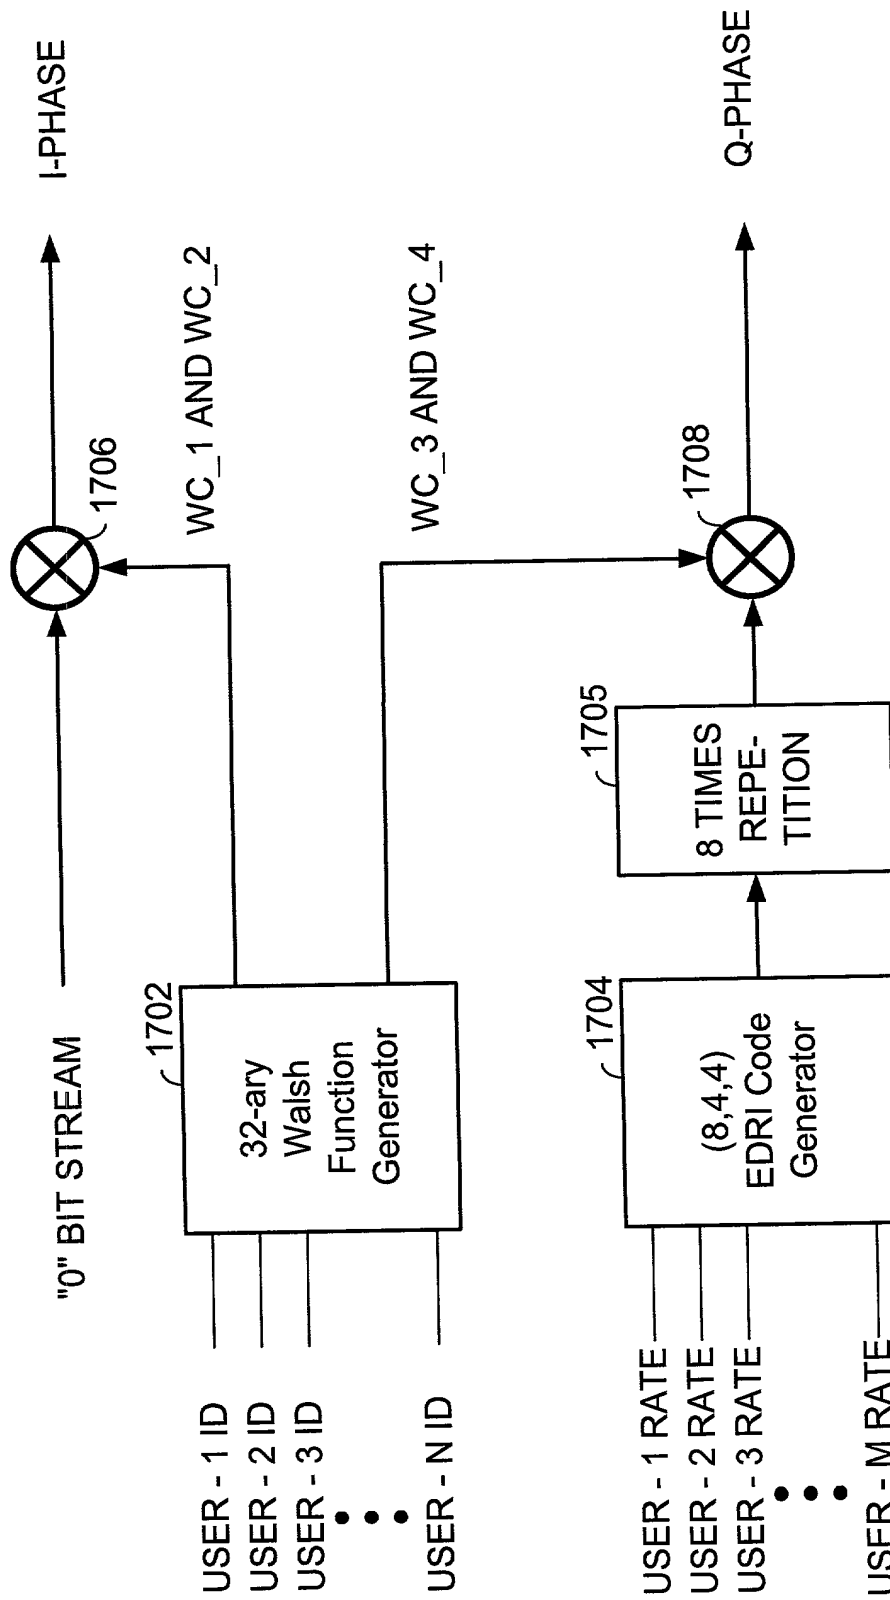 "0" BIT STREAM
I-PHASE
1706
USER - 1 ID
USER - 2 ID
USER - 3 ID
USER - N ID
1702
32-ary
Walsh
Function
Generator
WC_1 AND WC_2
WC_3 AND WC_4
USER - 1 RATE
USER - 2 RATE
USER - 3 RATE
USER - M RATE
1704
(8,4,4)
EDRI Code
Generator
1705
8 TIMES
REPE-
TITION
1708
Q-PHASE